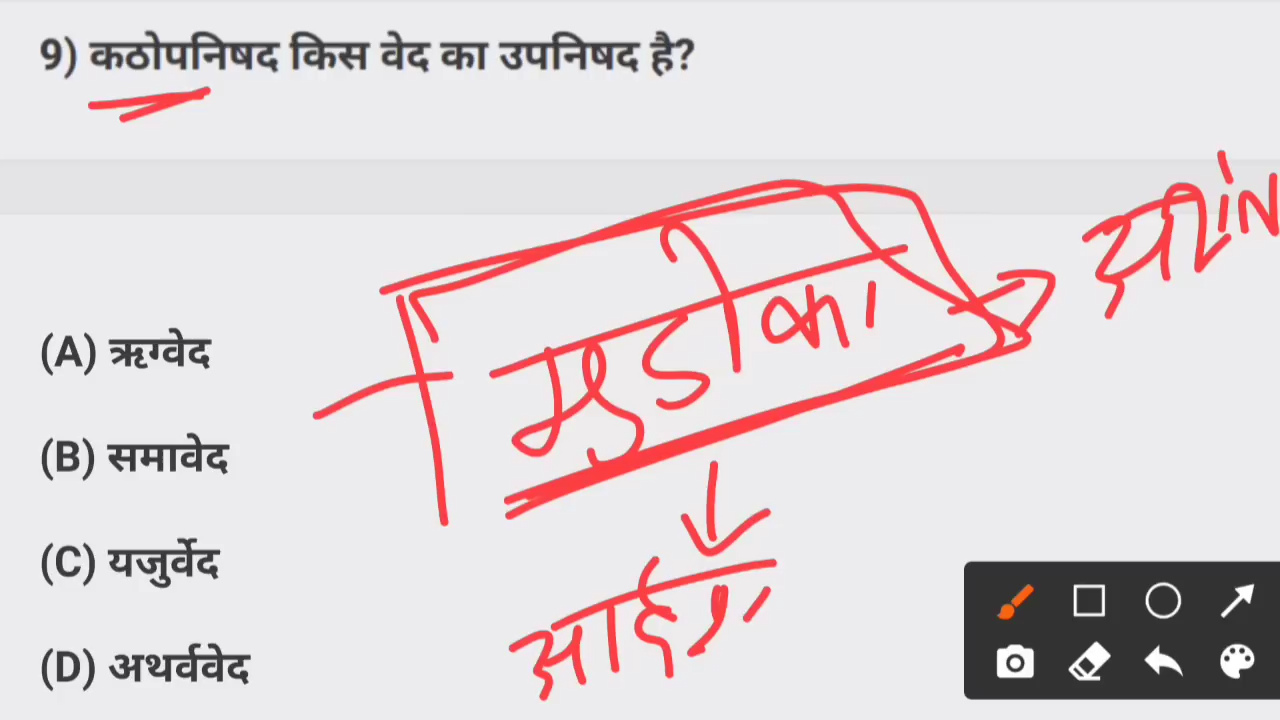 9) कठोपनिषद किस वेद का उपनिषद है?
(A) ऋग्वेद
(B) समावेद
(C) यजुर्वेद
(D) अथर्ववेद